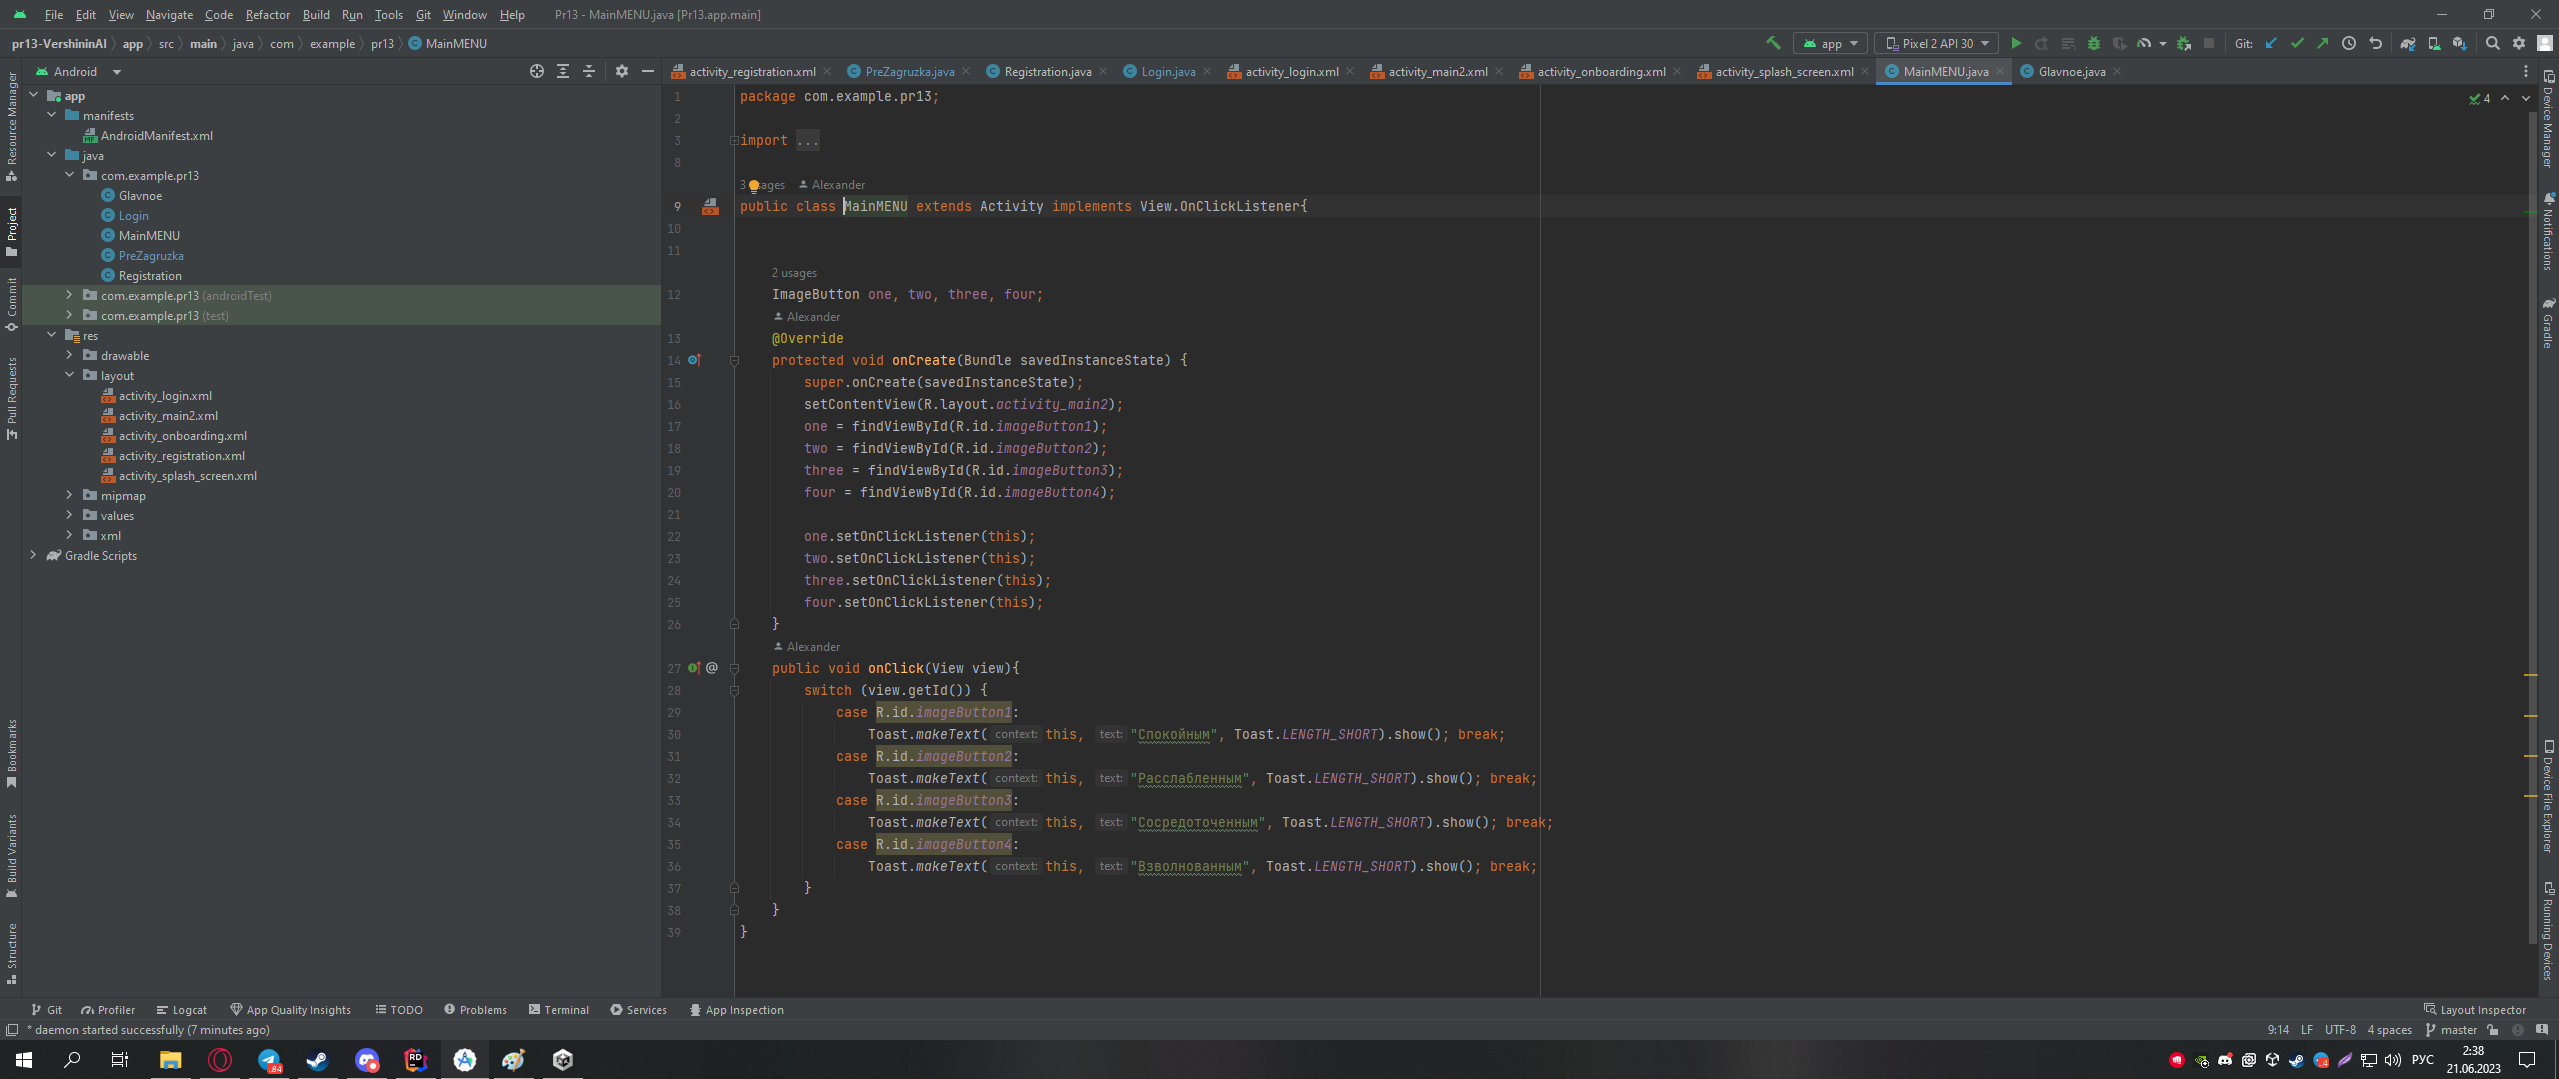 File Edit View Navigate Code Refactor Build Run Tools Git Window Help Pr13 - MainMENU.java [Pr13.app.main]
pr13-VershininAI app src main java com example pr13 MainMENU app Pixel 2 API 30 Git:
Android
activity_registration.xml PreZagruzka.java Registration.java Login.java activity_login.xml activity_main2.xml activity_onboarding.xml activity_splash_screen.xml MainMENU.java Glavnoe.java
Resource Manager
Project
Commit
Pull Requests
Bookmarks
Build Variants
Structure
app
manifests
AndroidManifest.xml
java
com.example.pr13
Glavnoe
Login
MainMENU
PreZagruzka
Registration
com.example.pr13 (androidTest)
com.example.pr13 (test)
res
drawable
layout
activity_login.xml
activity_main2.xml
activity_onboarding.xml
activity_registration.xml
activity_splash_screen.xml
mipmap
values
xml
Gradle Scripts
4
1 package com.example.pr13;
2
3 import ...
8
3 usages Alexander
9 public class MainMENU extends Activity implements View.OnClickListener{
10
11
2 usages
12 ImageButton one, two, three, four;
Alexander
13 @Override
14 protected void onCreate(Bundle savedInstanceState) {
15 super.onCreate(savedInstanceState);
16 setContentView(R.layout.activity_main2);
17 one = findViewById(R.id.imageButton1);
18 two = findViewById(R.id.imageButton2);
19 three = findViewById(R.id.imageButton3);
20 four = findViewById(R.id.imageButton4);
21
22 one.setOnClickListener(this);
23 two.setOnClickListener(this);
24 three.setOnClickListener(this);
25 four.setOnClickListener(this);
26 }
Alexander
27 @ public void onClick(View view){
28 switch (view.getId()) {
29 case R.id.imageButton1:
30 Toast.makeText( context: this, text: "Спокойным", Toast.LENGTH_SHORT).show(); break;
31 case R.id.imageButton2:
32 Toast.makeText( context: this, text: "Расслабленным", Toast.LENGTH_SHORT).show(); break;
33 case R.id.imageButton3:
34 Toast.makeText( context: this, text: "Сосредоточенным", Toast.LENGTH_SHORT).show(); break;
35 case R.id.imageButton4:
36 Toast.makeText( context: this, text: "Взволнованным", Toast.LENGTH_SHORT).show(); break;
37 }
38 }
39 }
Device Manager
Notifications
Gradle
Device File Explorer
Running Devices
Git Profiler Logcat App Quality Insights TODO Problems Terminal Services App Inspection Layout Inspector
* daemon started successfully (7 minutes ago) 9:14 LF UTF-8 4 spaces master
84 RD РУС 2:38
21.06.2023